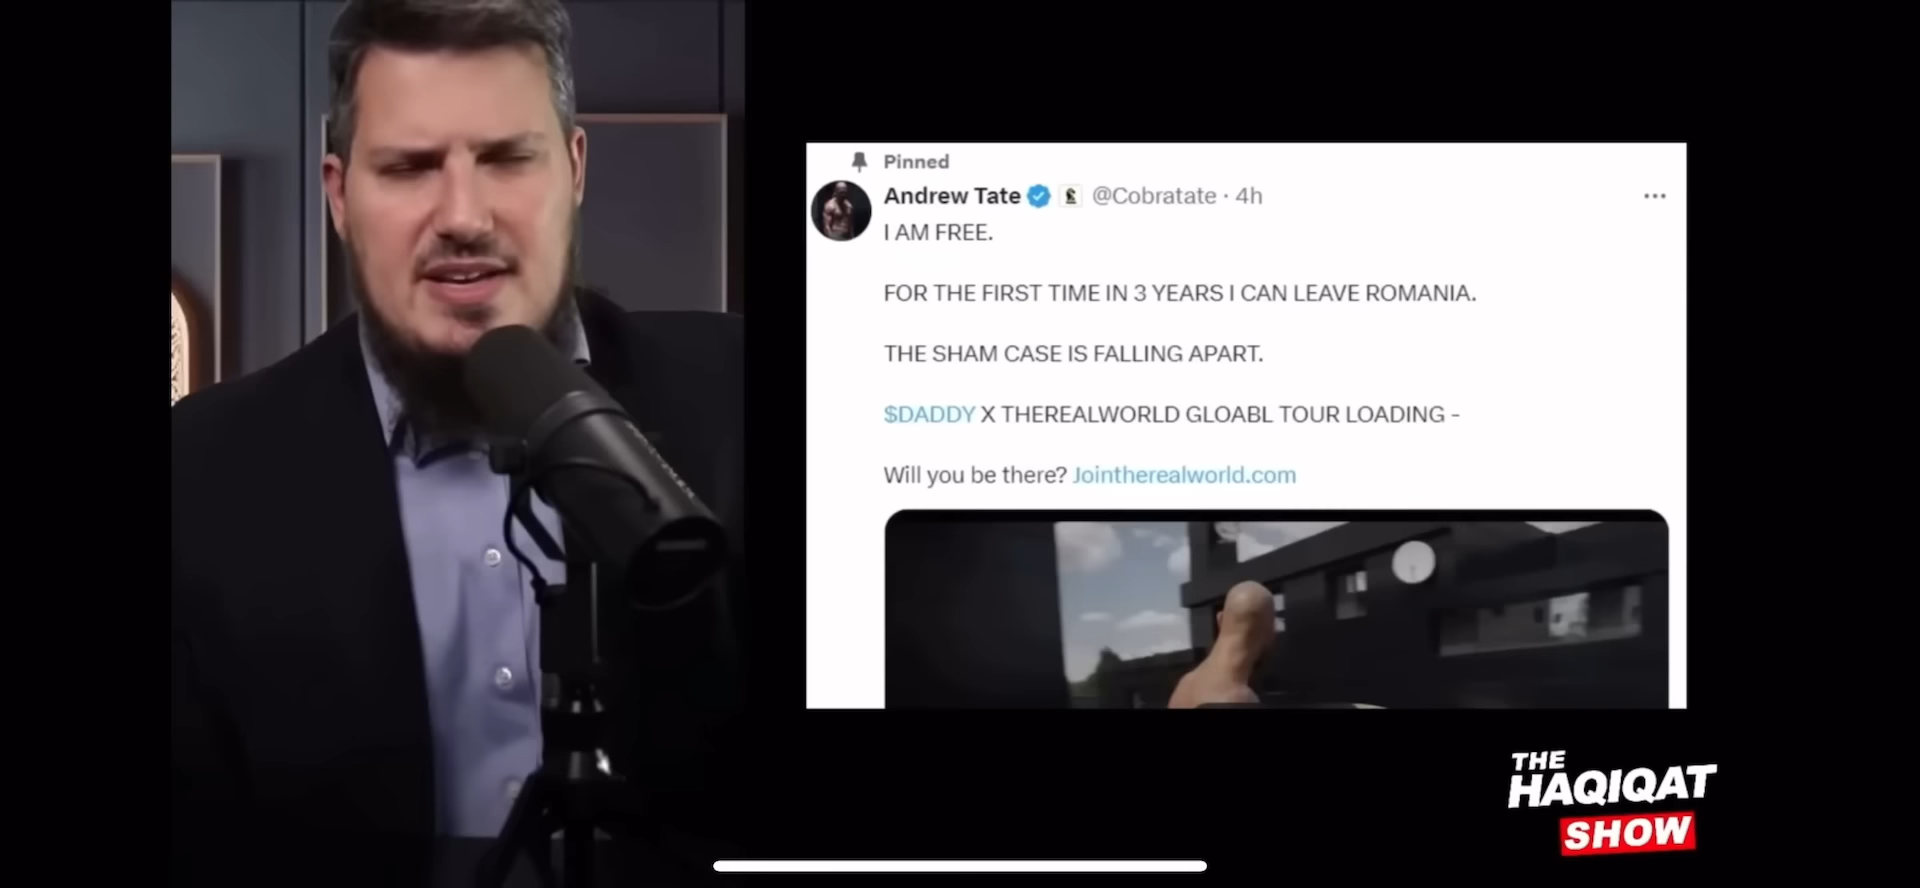 Pinned
Andrew Tate @Cobratate · 4h
I AM FREE.
FOR THE FIRST TIME IN 3 YEARS I CAN LEAVE ROMANIA.
THE SHAM CASE IS FALLING APART.
$DADDY X THEREALWORLD GLOABL TOUR LOADING -
Will you be there? Jointherealworld.com
THE
HAQIQAT
SHOW